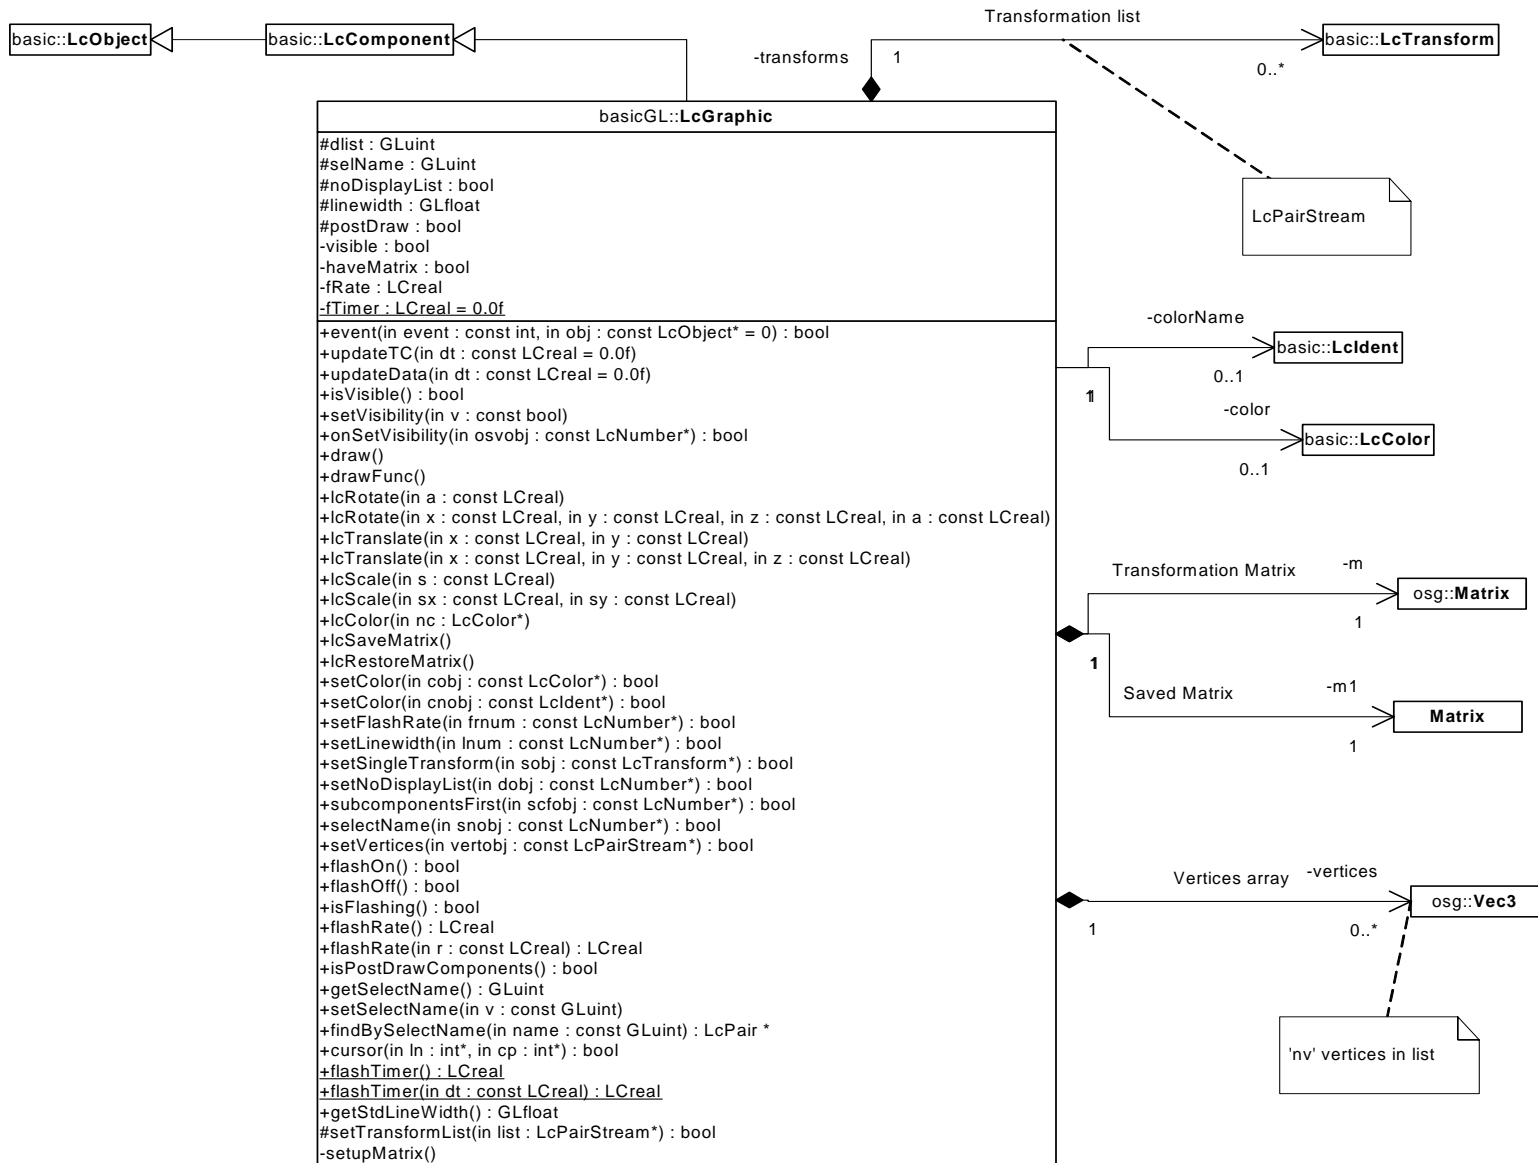 Transformation list
basic::LcObject
basic::LcComponent
basic::LcTransform
-transforms
1
0..*
LcPairStream
basicGL::LcGraphic
#dlist : GLuint
#selName : GLuint
#noDisplayList : bool
#linewidth : GLfloat
#postDraw : bool
-visible : bool
-haveMatrix : bool
-fRate : LCreal
-fTimer : LCreal = 0.0f
+event(in event : const int, in obj : const LcObject* = 0) : bool
+updateTC(in dt : const LCreal = 0.0f)
+updateData(in dt : const LCreal = 0.0f)
+isVisible() : bool
+setVisibility(in v : const bool)
+onSetVisibility(in osvobj : const LcNumber*) : bool
+draw()
+drawFunc()
+lcRotate(in a : const LCreal)
+lcRotate(in x : const LCreal, in y : const LCreal, in z : const LCreal, in a : const LCreal)
+lcTranslate(in x : const LCreal, in y : const LCreal)
+lcTranslate(in x : const LCreal, in y : const LCreal, in z : const LCreal)
+lcScale(in s : const LCreal)
+lcScale(in sx : const LCreal, in sy : const LCreal)
+lcColor(in nc : LcColor*)
+lcSaveMatrix()
+lcRestoreMatrix()
+setColor(in cobj : const LcColor*) : bool
+setColor(in cnobj : const LcIdent*) : bool
+setFlashRate(in frnum : const LcNumber*) : bool
+setLinewidth(in lnum : const LcNumber*) : bool
+setSingleTransform(in sobj : const LcTransform*) : bool
+setNoDisplayList(in dobj : const LcNumber*) : bool
+subcomponentsFirst(in scfobj : const LcNumber*) : bool
+selectName(in snobj : const LcNumber*) : bool
+setVertices(in vertobj : const LcPairStream*) : bool
+flashOn() : bool
+flashOff() : bool
+isFlashing() : bool
+flashRate() : LCreal
+flashRate(in r : const LCreal) : LCreal
+isPostDrawComponents() : bool
+getSelectName() : GLuint
+setSelectName(in v : const GLuint)
+findBySelectName(in name : const GLuint) : LcPair *
+cursor(in ln : int*, in cp : int*) : bool
+flashTimer() : LCreal
+flashTimer(in dt : const LCreal) : LCreal
+getStdLineWidth() : GLfloat
#setTransformList(in list : LcPairStream*) : bool
-setupMatrix()
-colorName
basic::LcIdent
0..1
1
1
-color
basic::LcColor
0..1
Transformation Matrix
-m
osg::Matrix
1
1
1
Saved Matrix
-m1
Matrix
1
Vertices array
-vertices
osg::Vec3
1
0..*
'nv' vertices in list